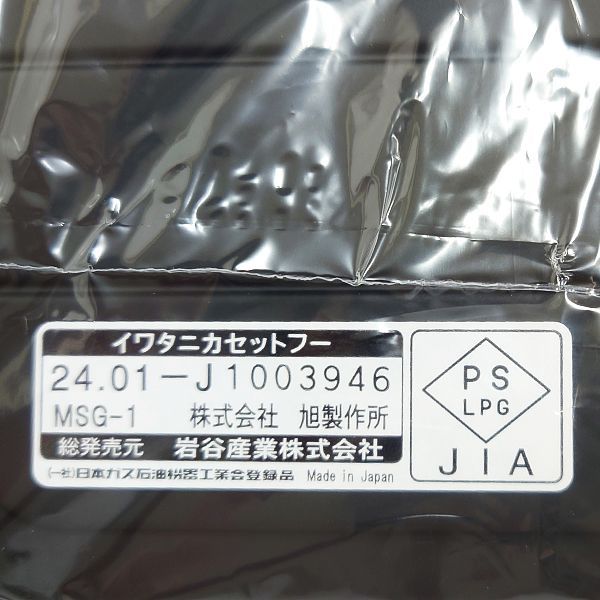 イワタニカセットフー
24.01-J1003946
MSG-1 株式会社 旭製作所
総発売元 岩谷産業株式会社
(一社)日本ガス石油機器工業会登録品 Made in Japan
PS
LPG
JIA